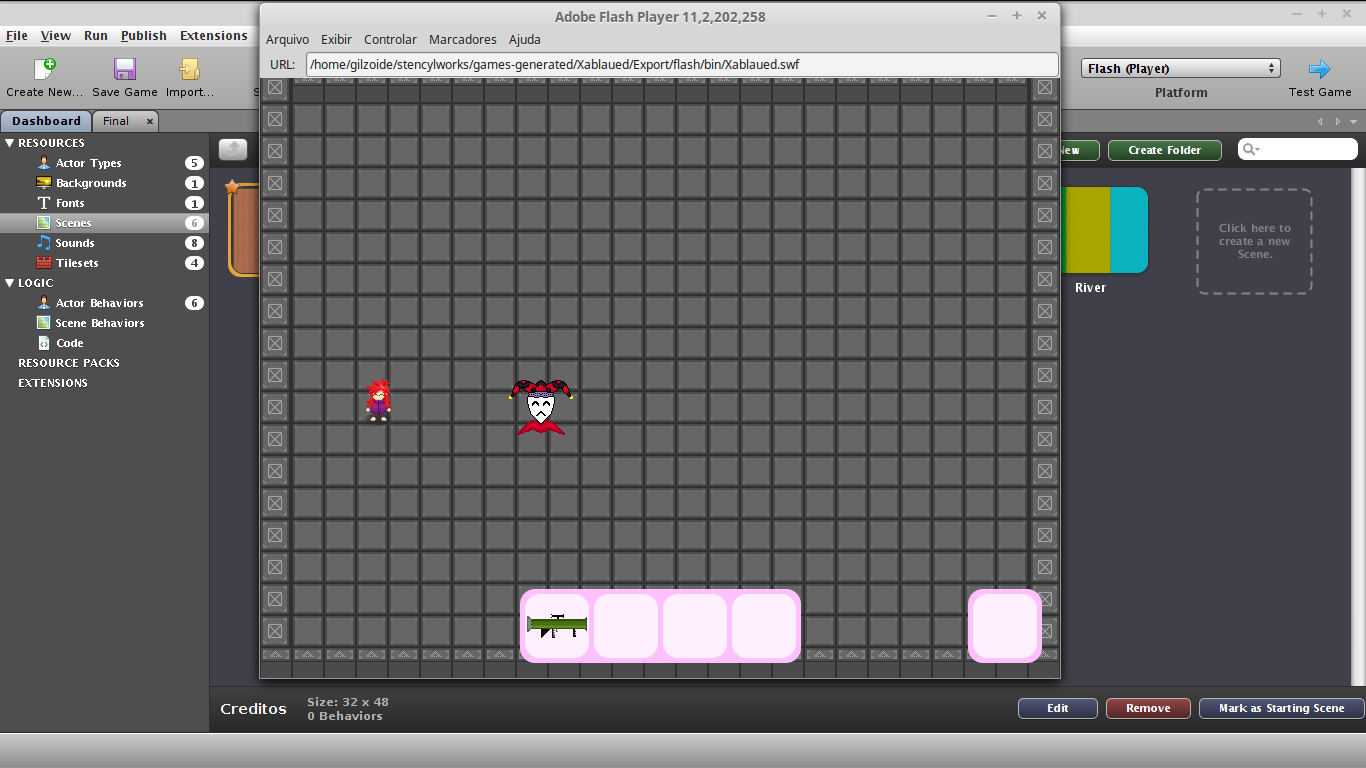 Adobe Flash Player 11,2,202,258
Arquivo Exibir Controlar Marcadores Ajuda
URL: /home/gilzoide/stencylworks/games-generated/Xablaued/Export/flash/bin/Xablaued.swf
File View Run Publish Extensions
Create New... Save Game Import...
Flash (Player)
Platform
Test Game
Dashboard Final
RESOURCES
Actor Types 5
Backgrounds 1
Fonts 1
Scenes 6
Sounds 8
Tilesets 4
LOGIC
Actor Behaviors 6
Scene Behaviors
Code
RESOURCE PACKS
EXTENSIONS
Create Folder
River
Click here to
create a new
Scene.
Creditos
Size: 32 x 48
0 Behaviors
Edit Remove Mark as Starting Scene